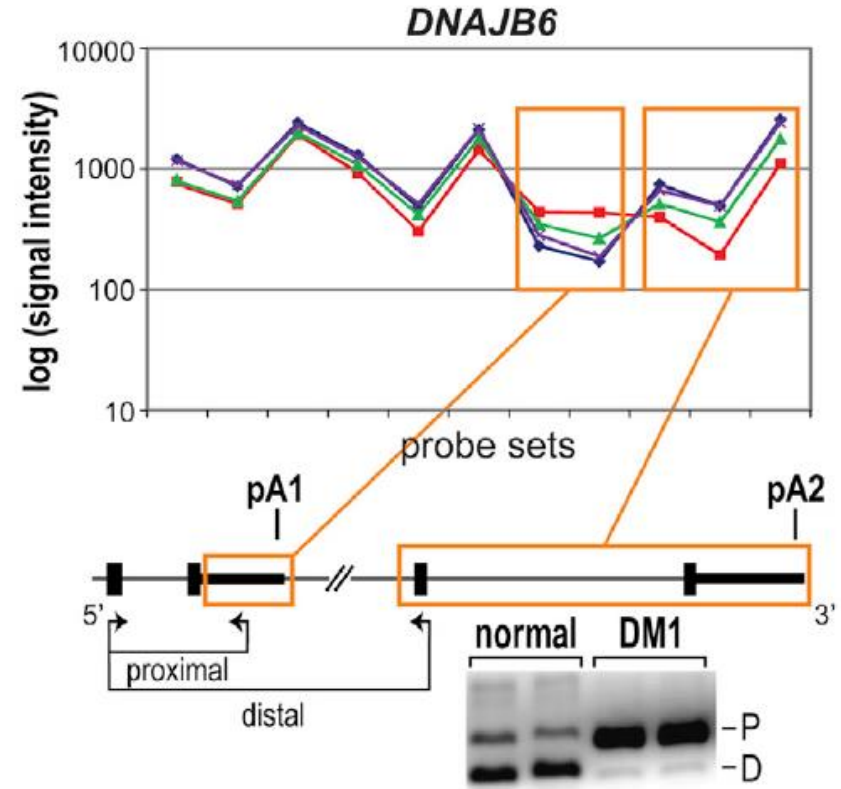 DNAJB6
log (signal intensity)
10000
1000
100
10
probe sets
pA1
pA2
5'
3'
proximal
distal
normal DM1
P
D